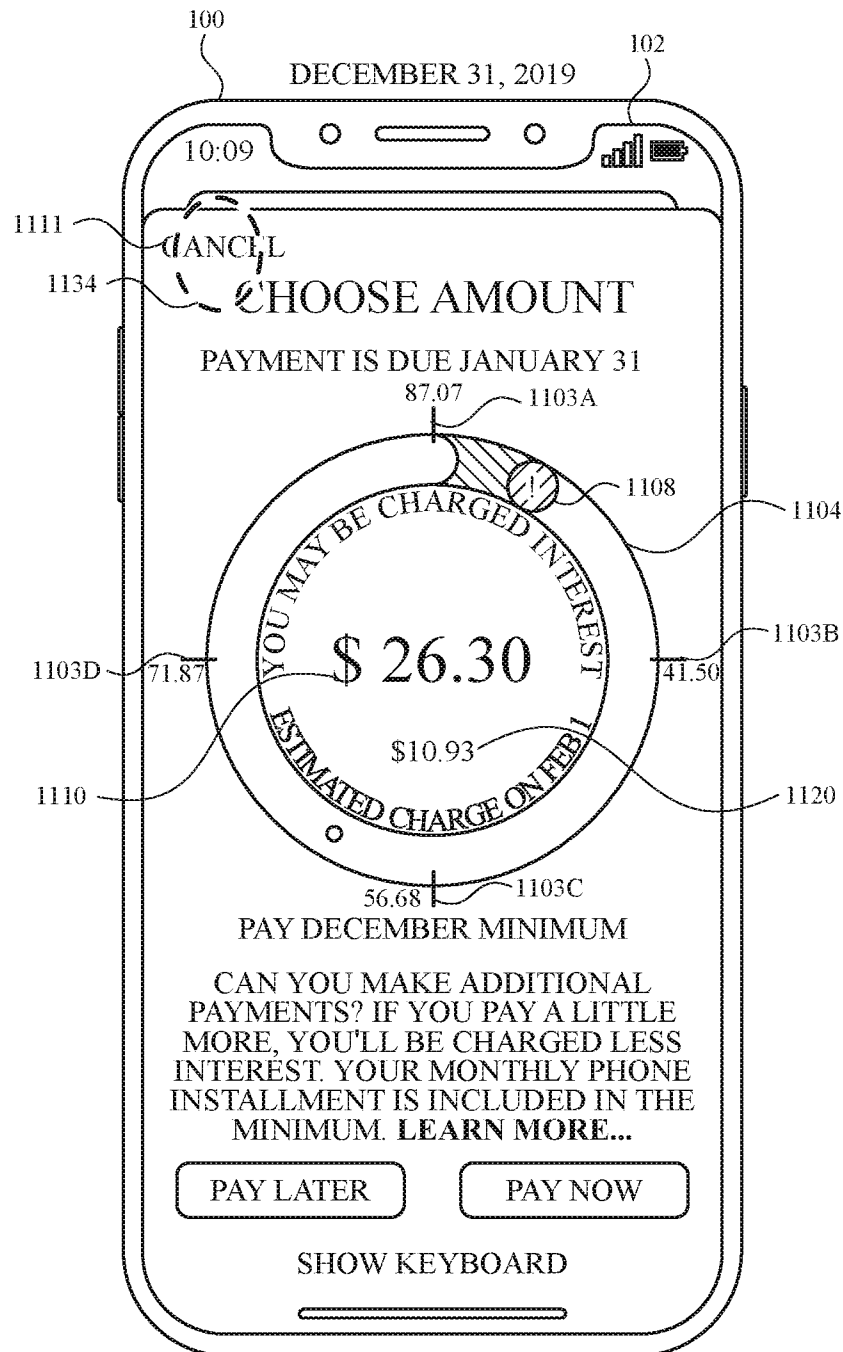 100
DECEMBER 31, 2019
102
10:09
1111
CANCEL
1134
CHOOSE AMOUNT
PAYMENT IS DUE JANUARY 31
87.07
1103A
!
1108
1104
YOU MAY BE CHARGED INTEREST
1103B
1103D
71.87
$ 26.30
41.50
$10.93
ESTIMATED CHARGE ON FEB 1
1110
1120
56.68
1103C
PAY DECEMBER MINIMUM
CAN YOU MAKE ADDITIONAL
PAYMENTS? IF YOU PAY A LITTLE
MORE, YOU'LL BE CHARGED LESS
INTEREST. YOUR MONTHLY PHONE
INSTALLMENT IS INCLUDED IN THE
MINIMUM. LEARN MORE...
PAY LATER
PAY NOW
SHOW KEYBOARD